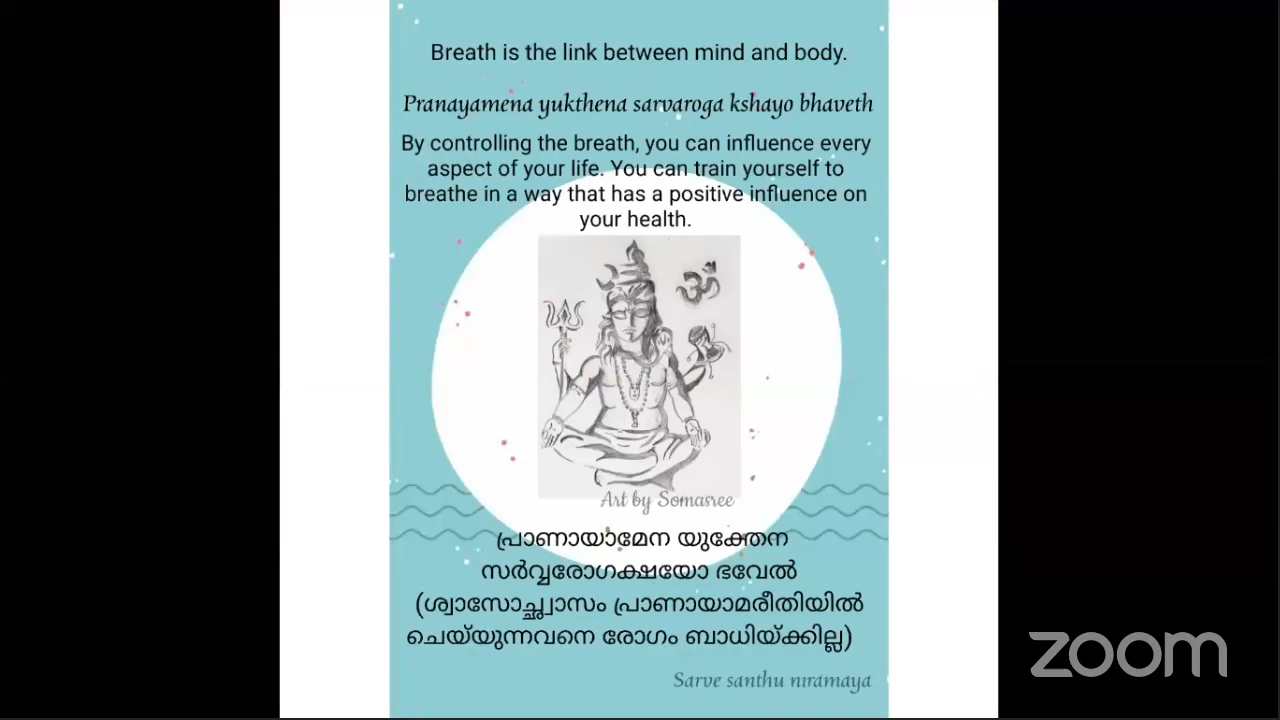 Breath is the link between mind and body.
Pranayamena yukthena sarvaroga kshayo bhaveth
By controlling the breath, you can influence every
aspect of your life. You can train yourself to
breathe in a way that has a positive influence on
your health.
ॐ
Art by Somasree
പ്രാണായാമേന യുക്തേന
സർവ്വരോഗക്ഷയോ ഭവേൽ
(ശ്വാസോച്ഛ്വാസം പ്രാണായാമരീതിയിൽ
ചെയ്യുന്നവനെ രോഗം ബാധിയ്ക്കില്ല)
Sarve santhu niramaya
zoom